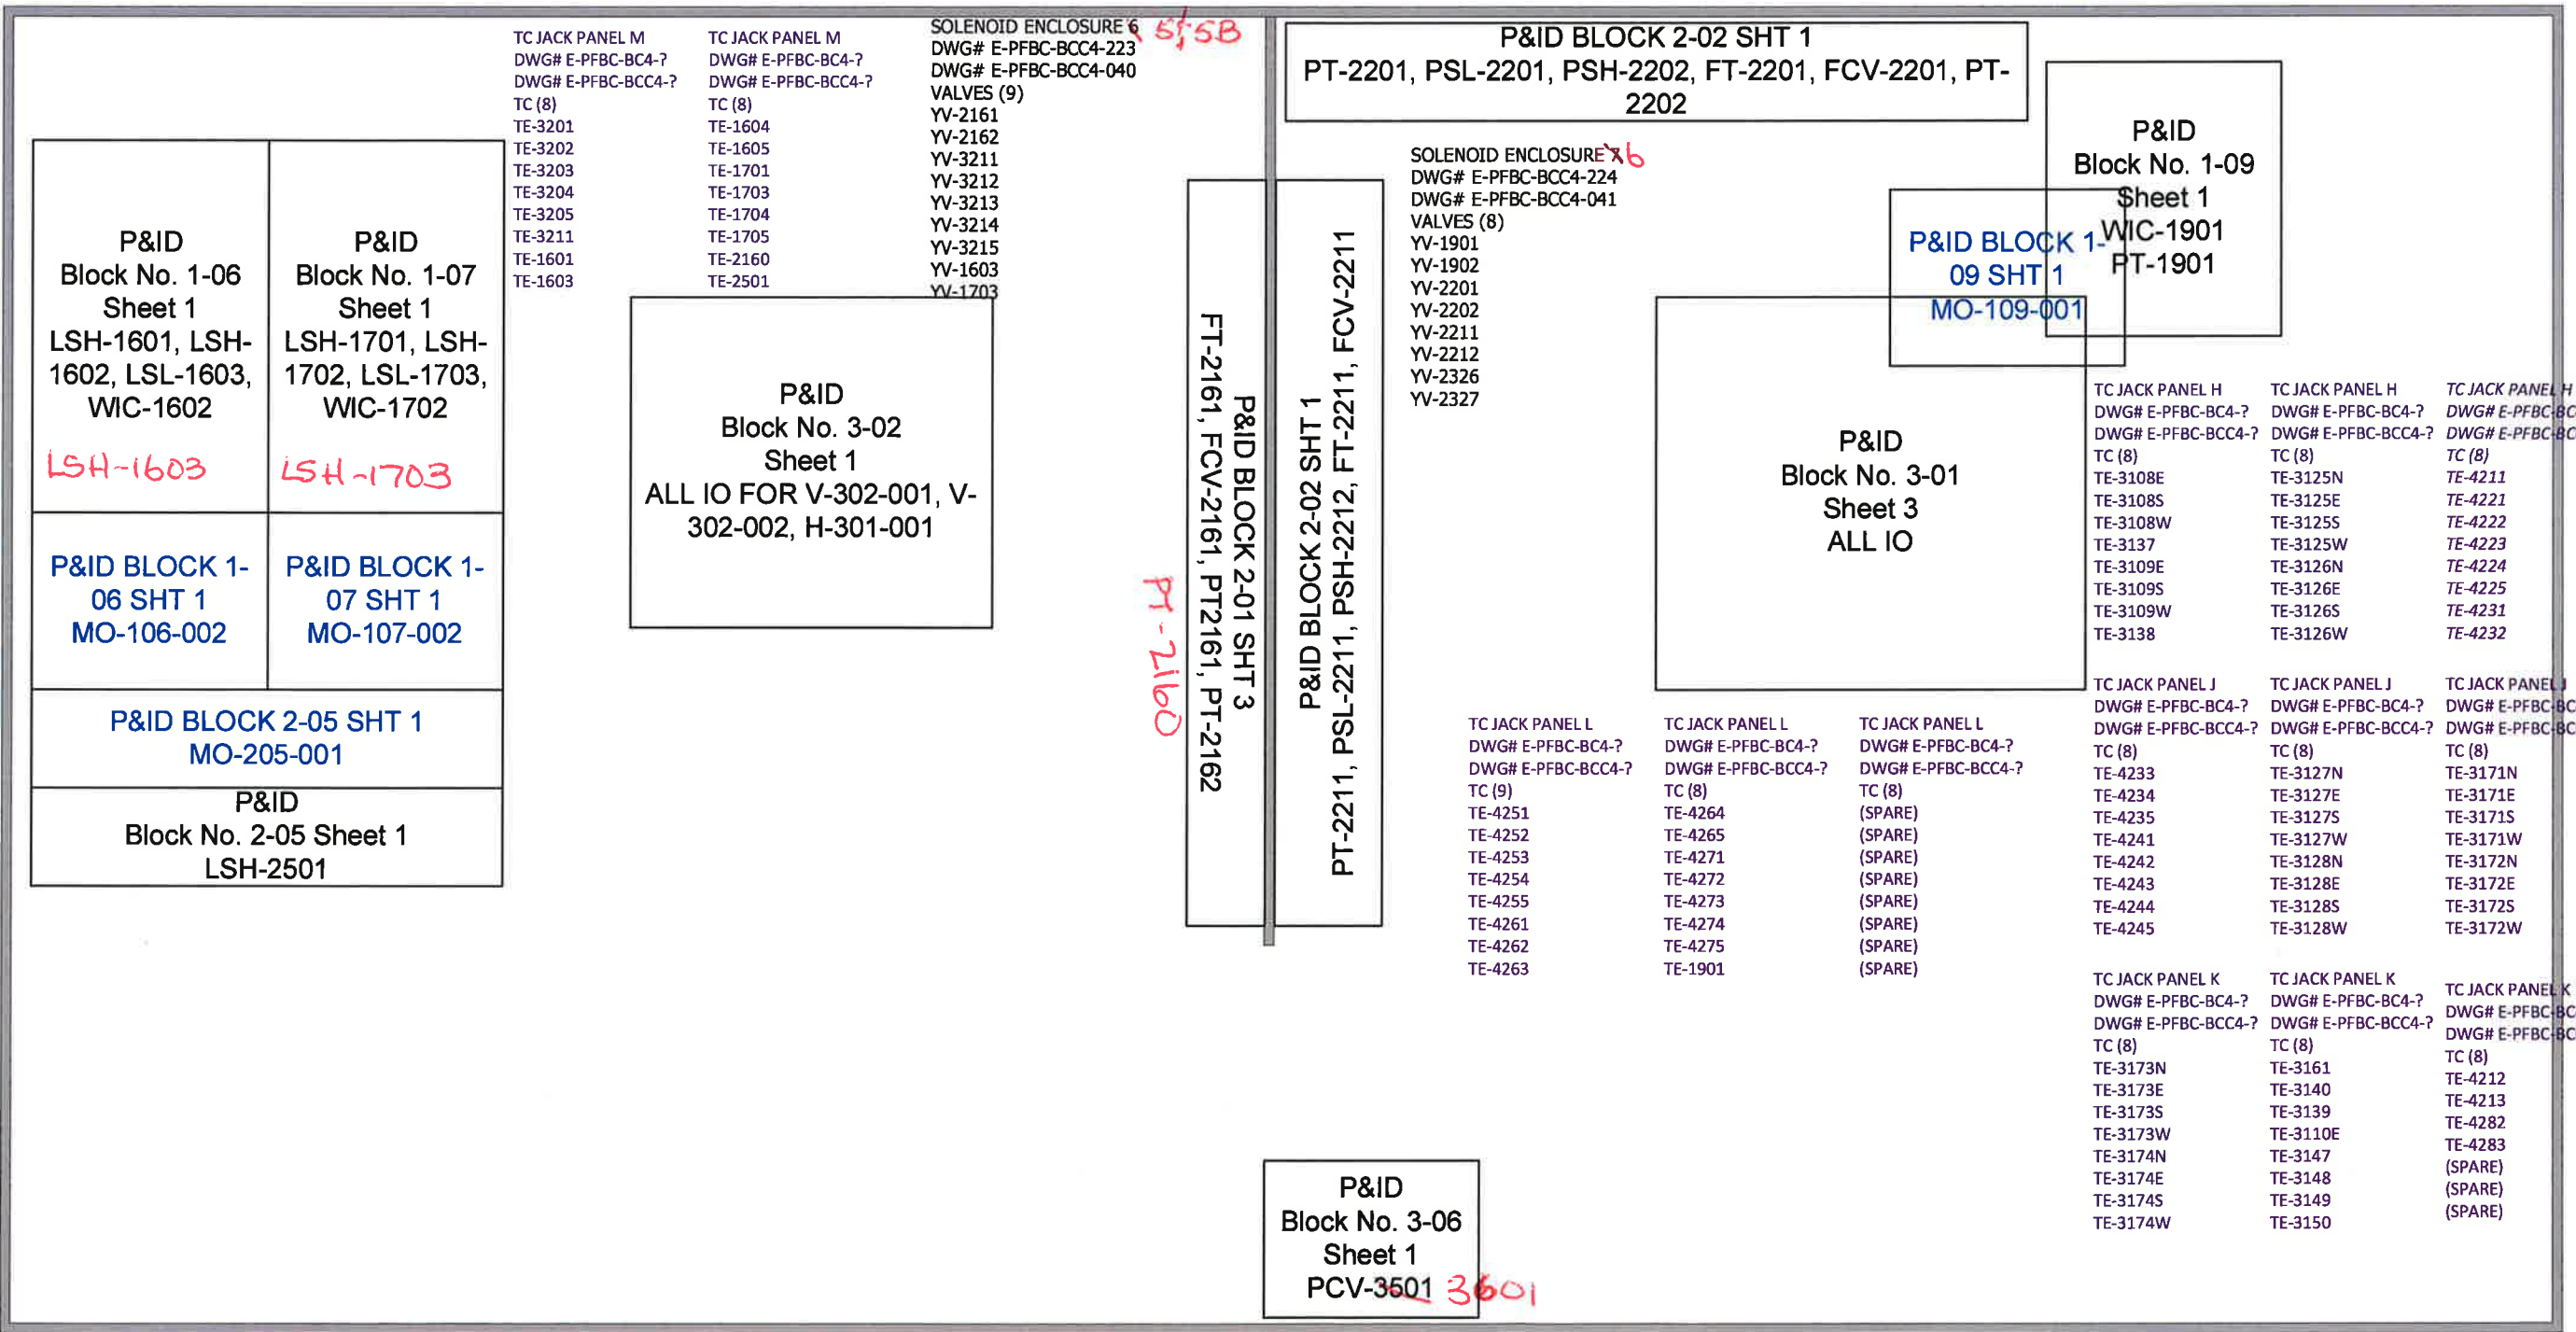 TC JACK PANEL M
DWG# E-PFBC-BC4-?
DWG# E-PFBC-BCC4-?
TC (8)
TE-3201
TE-3202
TE-3203
TE-3204
TE-3205
TE-3211
TE-1601
TE-1603
TC JACK PANEL M
DWG# E-PFBC-BC4-?
DWG# E-PFBC-BCC4-?
TC (8)
TE-1604
TE-1605
TE-1701
TE-1703
TE-1704
TE-1705
TE-2160
TE-2501
SOLENOID ENCLOSURE 6 5 & 5B
DWG# E-PFBC-BCC4-223
DWG# E-PFBC-BCC4-040
VALVES (9)
YV-2161
YV-2162
YV-3211
YV-3212
YV-3213
YV-3214
YV-3215
YV-1603
YV-1703
P&ID
Block No. 1-06
Sheet 1
LSH-1601, LSH-
1602, LSL-1603,
WIC-1602
LSH-1603
P&ID
Block No. 1-07
Sheet 1
LSH-1701, LSH-
1702, LSL-1703,
WIC-1702
LSH-1703
P&ID BLOCK 1-
06 SHT 1
MO-106-002
P&ID BLOCK 1-
07 SHT 1
MO-107-002
P&ID BLOCK 2-05 SHT 1
MO-205-001
P&ID
Block No. 2-05 Sheet 1
LSH-2501
P&ID
Block No. 3-02
Sheet 1
ALL IO FOR V-302-001, V-
302-002, H-301-001
PT-2160
P&ID BLOCK 2-01 SHT 3
FT-2161, FCV-2161, PT2161, PT-2162
P&ID BLOCK 2-02 SHT 1
PT-2211, PSL-2211, PSH-2212, FT-2211, FCV-2211
P&ID BLOCK 2-02 SHT 1
PT-2201, PSL-2201, PSH-2202, FT-2201, FCV-2201, PT-
2202
SOLENOID ENCLOSURE 6
DWG# E-PFBC-BCC4-224
DWG# E-PFBC-BCC4-041
VALVES (8)
YV-1901
YV-1902
YV-2201
YV-2202
YV-2211
YV-2212
YV-2326
YV-2327
P&ID
Block No. 1-09
Sheet 1
WIC-1901
PT-1901
P&ID BLOCK 1-
09 SHT 1
MO-109-001
P&ID
Block No. 3-01
Sheet 3
ALL IO
TC JACK PANEL H
DWG# E-PFBC-BC4-?
DWG# E-PFBC-BCC4-?
TC (8)
TE-3108E
TE-3108S
TE-3108W
TE-3137
TE-3109E
TE-3109S
TE-3109W
TE-3138
TC JACK PANEL H
DWG# E-PFBC-BC4-?
DWG# E-PFBC-BCC4-?
TC (8)
TE-3125N
TE-3125E
TE-3125S
TE-3125W
TE-3126N
TE-3126E
TE-3126S
TE-3126W
TC JACK PANEL H
DWG# E-PFBC-BC
DWG# E-PFBC-BC
TC (8)
TE-4211
TE-4221
TE-4222
TE-4223
TE-4224
TE-4225
TE-4231
TE-4232
TC JACK PANEL L
DWG# E-PFBC-BC4-?
DWG# E-PFBC-BCC4-?
TC (9)
TE-4251
TE-4252
TE-4253
TE-4254
TE-4255
TE-4261
TE-4262
TE-4263
TC JACK PANEL L
DWG# E-PFBC-BC4-?
DWG# E-PFBC-BCC4-?
TC (8)
TE-4264
TE-4265
TE-4271
TE-4272
TE-4273
TE-4274
TE-4275
TE-1901
TC JACK PANEL L
DWG# E-PFBC-BC4-?
DWG# E-PFBC-BCC4-?
TC (8)
(SPARE)
(SPARE)
(SPARE)
(SPARE)
(SPARE)
(SPARE)
(SPARE)
(SPARE)
TC JACK PANEL J
DWG# E-PFBC-BC4-?
DWG# E-PFBC-BCC4-?
TC (8)
TE-4233
TE-4234
TE-4235
TE-4241
TE-4242
TE-4243
TE-4244
TE-4245
TC JACK PANEL J
DWG# E-PFBC-BC4-?
DWG# E-PFBC-BCC4-?
TC (8)
TE-3127N
TE-3127E
TE-3127S
TE-3127W
TE-3128N
TE-3128E
TE-3128S
TE-3128W
TC JACK PANEL J
DWG# E-PFBC-BC
DWG# E-PFBC-BC
TC (8)
TE-3171N
TE-3171E
TE-3171S
TE-3171W
TE-3172N
TE-3172E
TE-3172S
TE-3172W
TC JACK PANEL K
DWG# E-PFBC-BC4-?
DWG# E-PFBC-BCC4-?
TC (8)
TE-3173N
TE-3173E
TE-3173S
TE-3173W
TE-3174N
TE-3174E
TE-3174S
TE-3174W
TC JACK PANEL K
DWG# E-PFBC-BC4-?
DWG# E-PFBC-BCC4-?
TC (8)
TE-3161
TE-3140
TE-3139
TE-3110E
TE-3147
TE-3148
TE-3149
TE-3150
TC JACK PANEL K
DWG# E-PFBC-BC
DWG# E-PFBC-BC
TC (8)
TE-4212
TE-4213
TE-4282
TE-4283
(SPARE)
(SPARE)
(SPARE)
P&ID
Block No. 3-06
Sheet 1
PCV-3501 3601